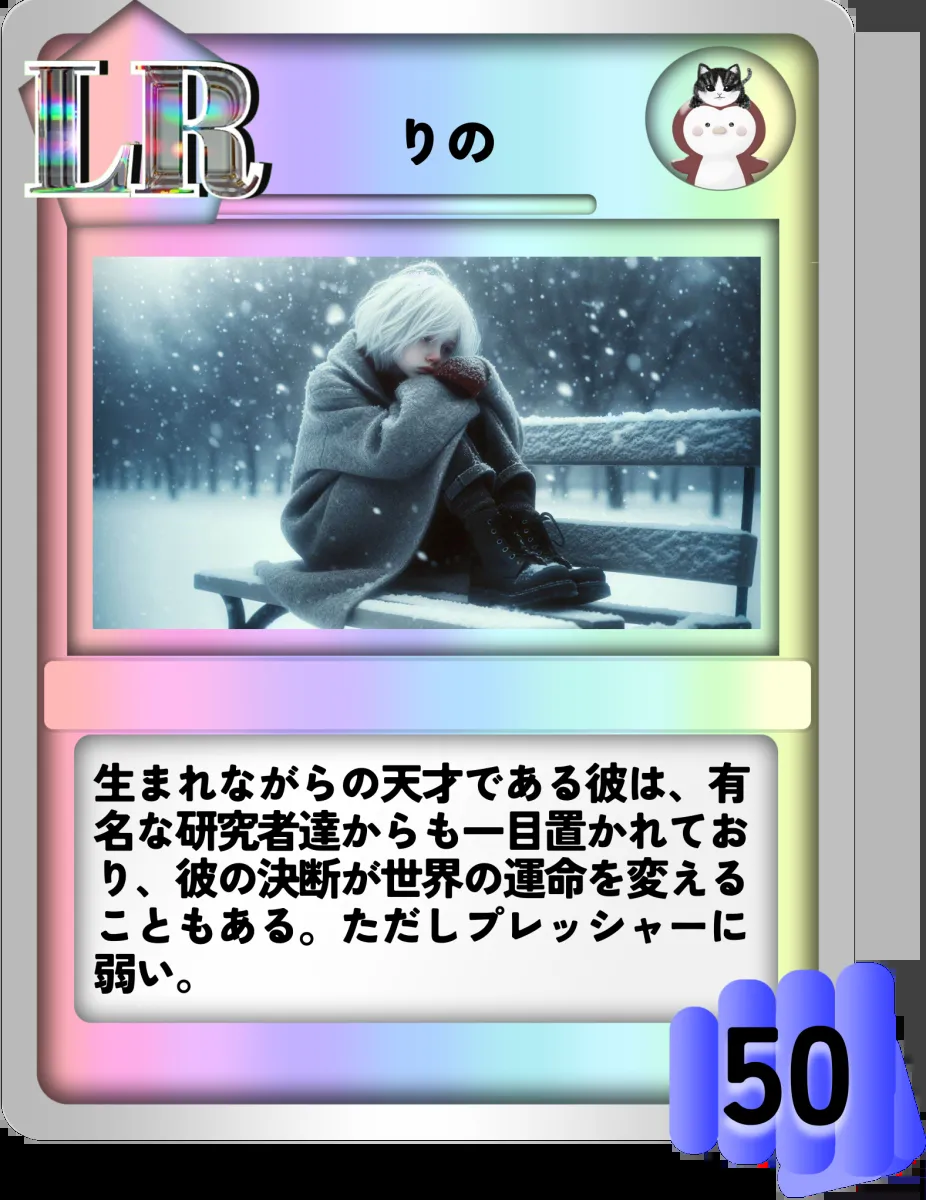 LR
りの
生まれながらの天才である彼は、有
名な研究者達からも一目置かれてお
り、彼の決断が世界の運命を変える
こともある。ただしプレッシャーに
弱い。
50